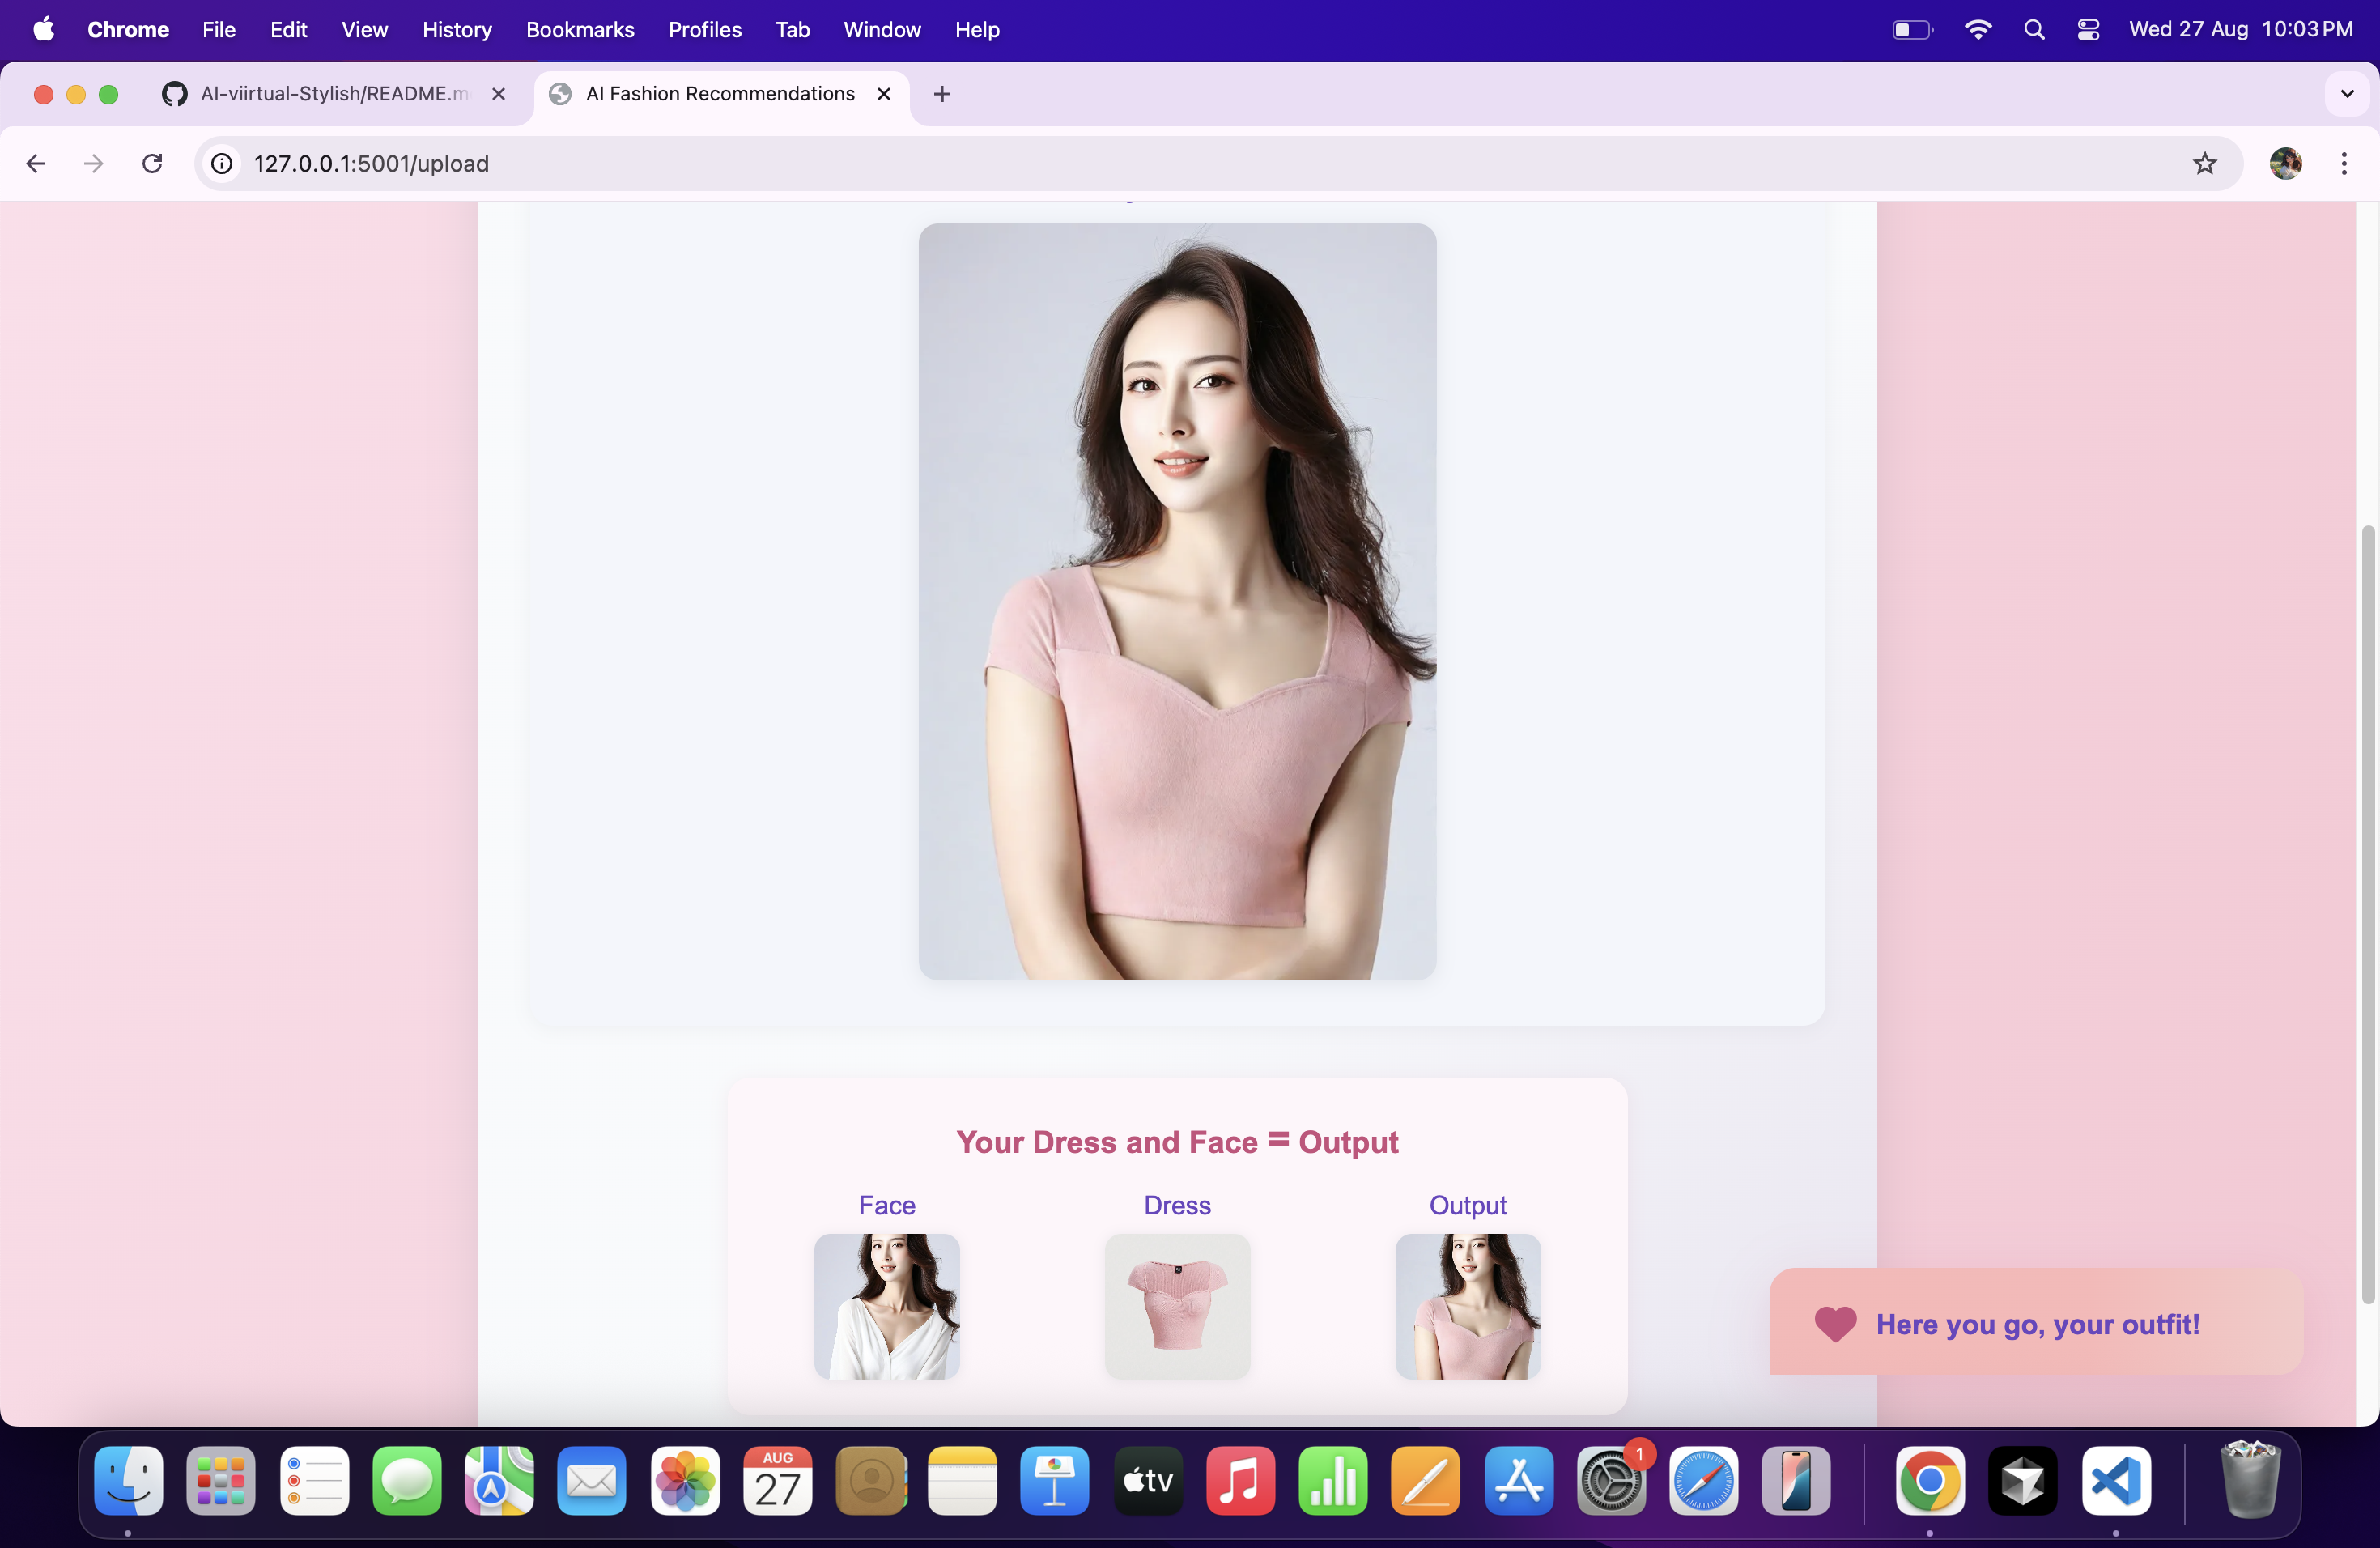 Chrome File Edit View History Bookmarks Profiles Tab Window Help Wed 27 Aug 10:03 PM
AI-viirtual-Stylish/README.m
AI Fashion Recommendations
127.0.0.1:5001/upload
Your Dress and Face = Output
Face Dress Output
Here you go, your outfit!
AUG
27
tv
1